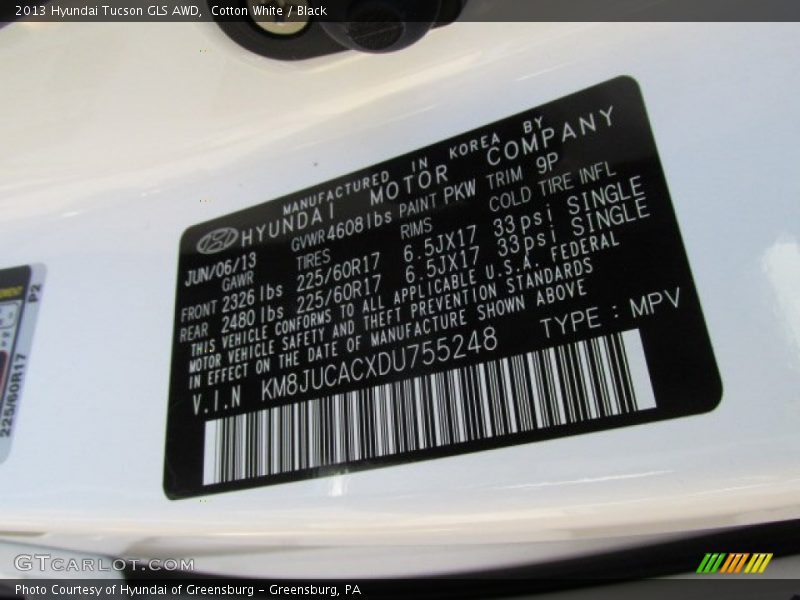 2013 Hyundai Tucson GLS AWD,  Cotton White / Black
MANUFACTURED IN KOREA BY
HYUNDAI MOTOR COMPANY
JUN/06/13 GVWR 4608lbs PAINT PKW TRIM 9P
GAWR TIRES RIMS COLD TIRE INFL
FRONT 2326 lbs 225/60R17 6.5JX17 33psi SINGLE
REAR 2480 lbs 225/60R17 6.5JX17 33psi SINGLE
THIS VEHICLE CONFORMS TO ALL APPLICABLE U.S.A. FEDERAL
MOTOR VEHICLE SAFETY AND THEFT PREVENTION STANDARDS
IN EFFECT ON THE DATE OF MANUFACTURE SHOWN ABOVE
V.I.N KM8JUCACXDU755248 TYPE : MPV
P2
225/60R17
GTCARLOT.COM
Photo Courtesy of Hyundai of Greensburg – Greensburg, PA